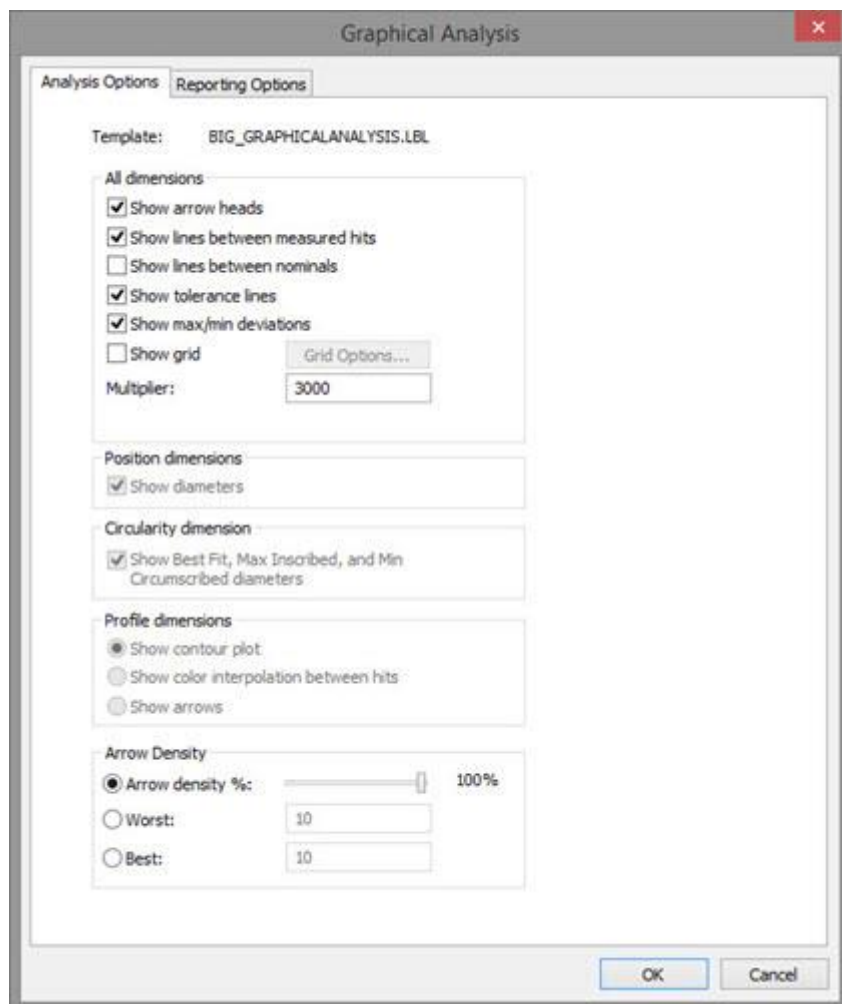 Graphical Analysis
Analysis Options
Reporting Options
Template: BIG_GRAPHICALANALYSIS.LBL
All dimensions
Show arrow heads
Show lines between measured hits
Show lines between nominals
Show tolerance lines
Show max/min deviations
Show grid Grid Options...
Multiplier: 3000
Position dimensions
Show diameters
Circularity dimension
Show Best Fit, Max Inscribed, and Min
Circumscribed diameters
Profile dimensions
Show contour plot
Show color interpolation between hits
Show arrows
Arrow Density
Arrow density %: 100%
Worst: 10
Best: 10
OK Cancel